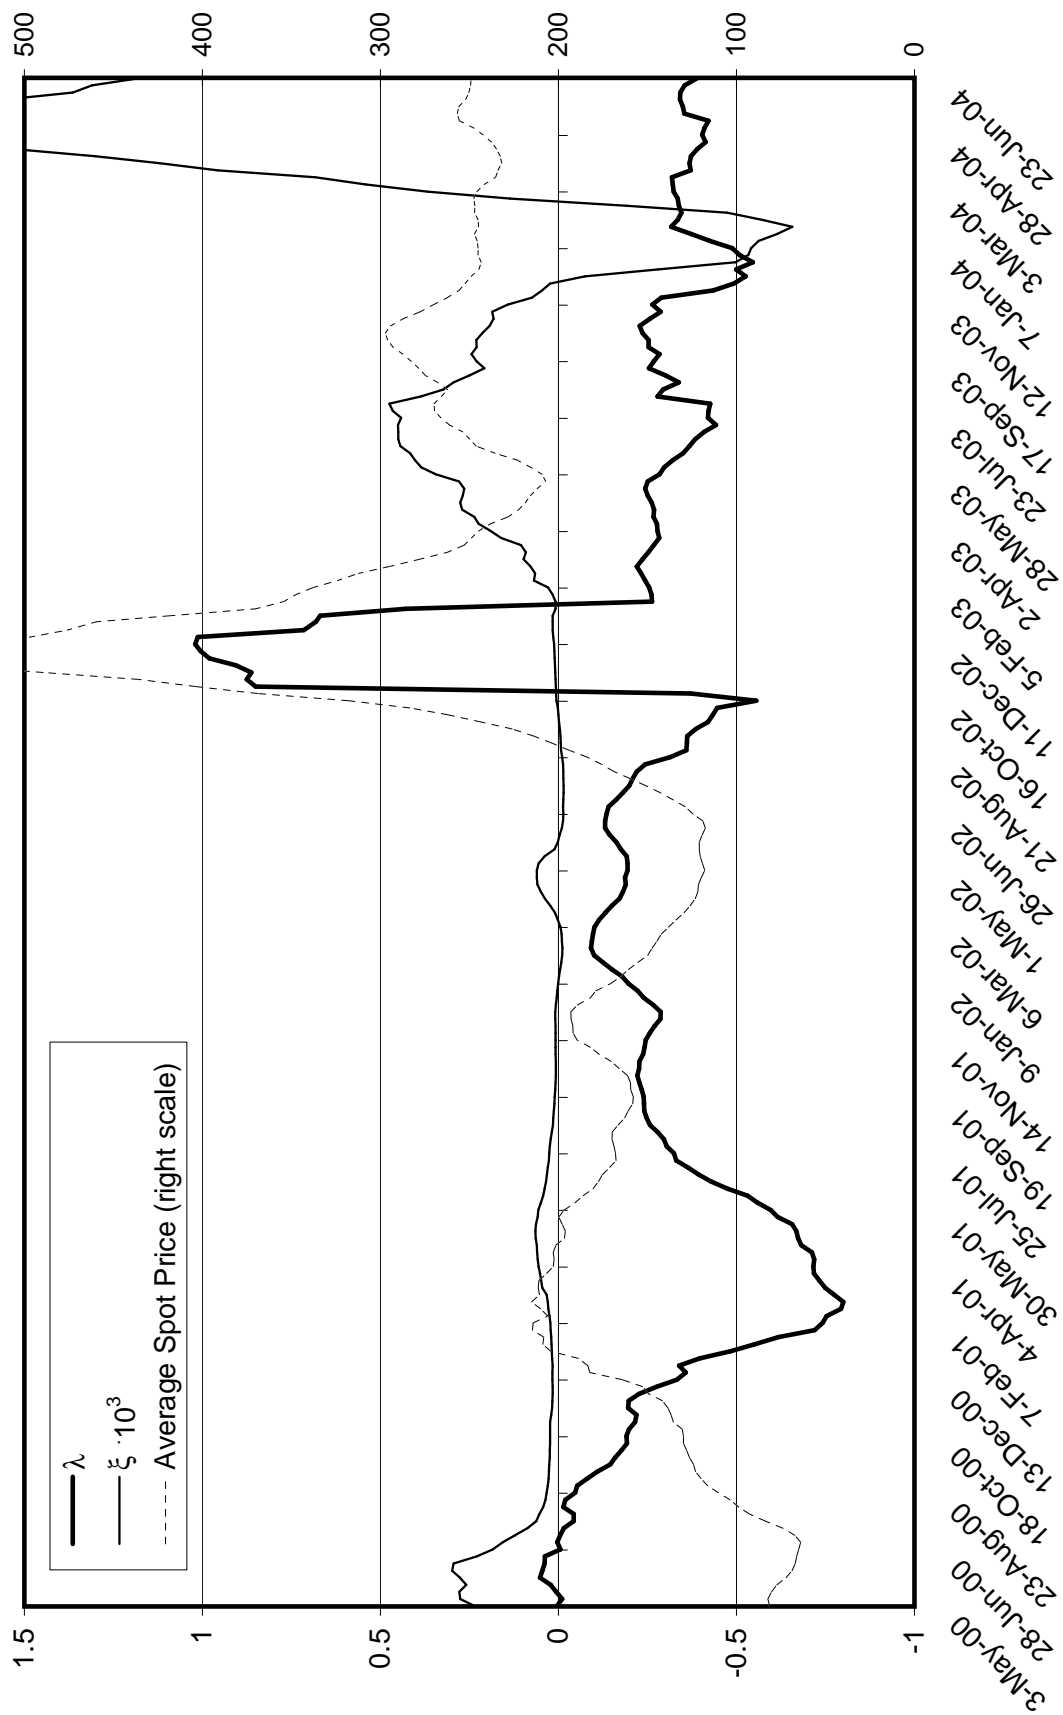 λ
ξ ·10³
Average Spot Price (right scale)
1.5
1
0.5
0
-0.5
-1
500
400
300
200
100
0
3-May-00
28-Jun-00
23-Aug-00
18-Oct-00
13-Dec-00
7-Feb-01
4-Apr-01
30-May-01
25-Jul-01
19-Sep-01
14-Nov-01
9-Jan-02
6-Mar-02
1-May-02
26-Jun-02
21-Aug-02
16-Oct-02
11-Dec-02
5-Feb-03
2-Apr-03
28-May-03
23-Jul-03
17-Sep-03
12-Nov-03
7-Jan-04
3-Mar-04
28-Apr-04
23-Jun-04